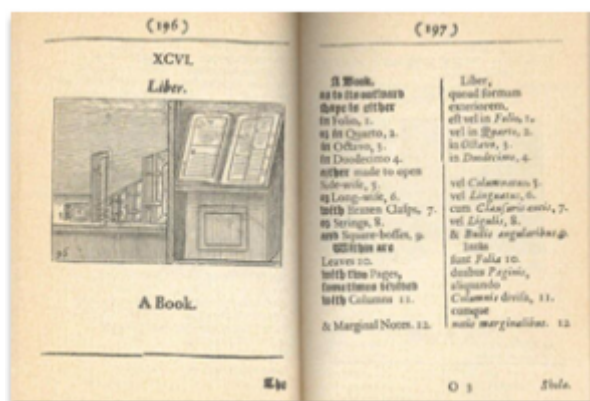 (196)
XCVI.
Liber.
96
A Book.
The
(197)
A Book,
as to its outward
shape is either
in Folio, 1.
or in Quarto, 2.
in Octavo, 3.
in Duodecimo 4.
either made to open
Side-wise, 5.
or Long-wise, 6.
with Brazen Clasps, 7.
or Strings, 8.
and Square-bosses, 9.
Within are
Leaves 10.
with two Pages,
sometimes divided
with Columns 11.
& Marginal Notes. 12.
Liber,
quoad formam
exteriorem,
est vel in Folio, 1.
vel in Quarto, 2.
in Octavo, 3.
in Duodecimo, 4.
vel Columnatus 5.
vel Linguatus, 6.
cum Clausuris 7.
vel Ligulis, 8.
& Bullis angularibus 9.
Intus
sunt Folia 10.
duabus Paginis,
aliquando
Columnis divisa, 11.
cumque
notis marginalibus. 12
O 3
Shola.